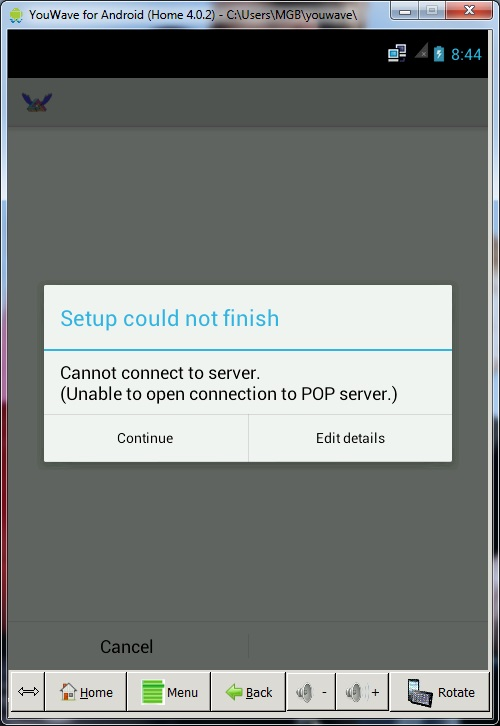 YouWave for Android (Home 4.0.2) - C:\Users\MGB\youwave\
8:44
Setup could not finish
Cannot connect to server.
(Unable to open connection to POP server.)
Continue Edit details
Cancel
Home Menu Back - + Rotate